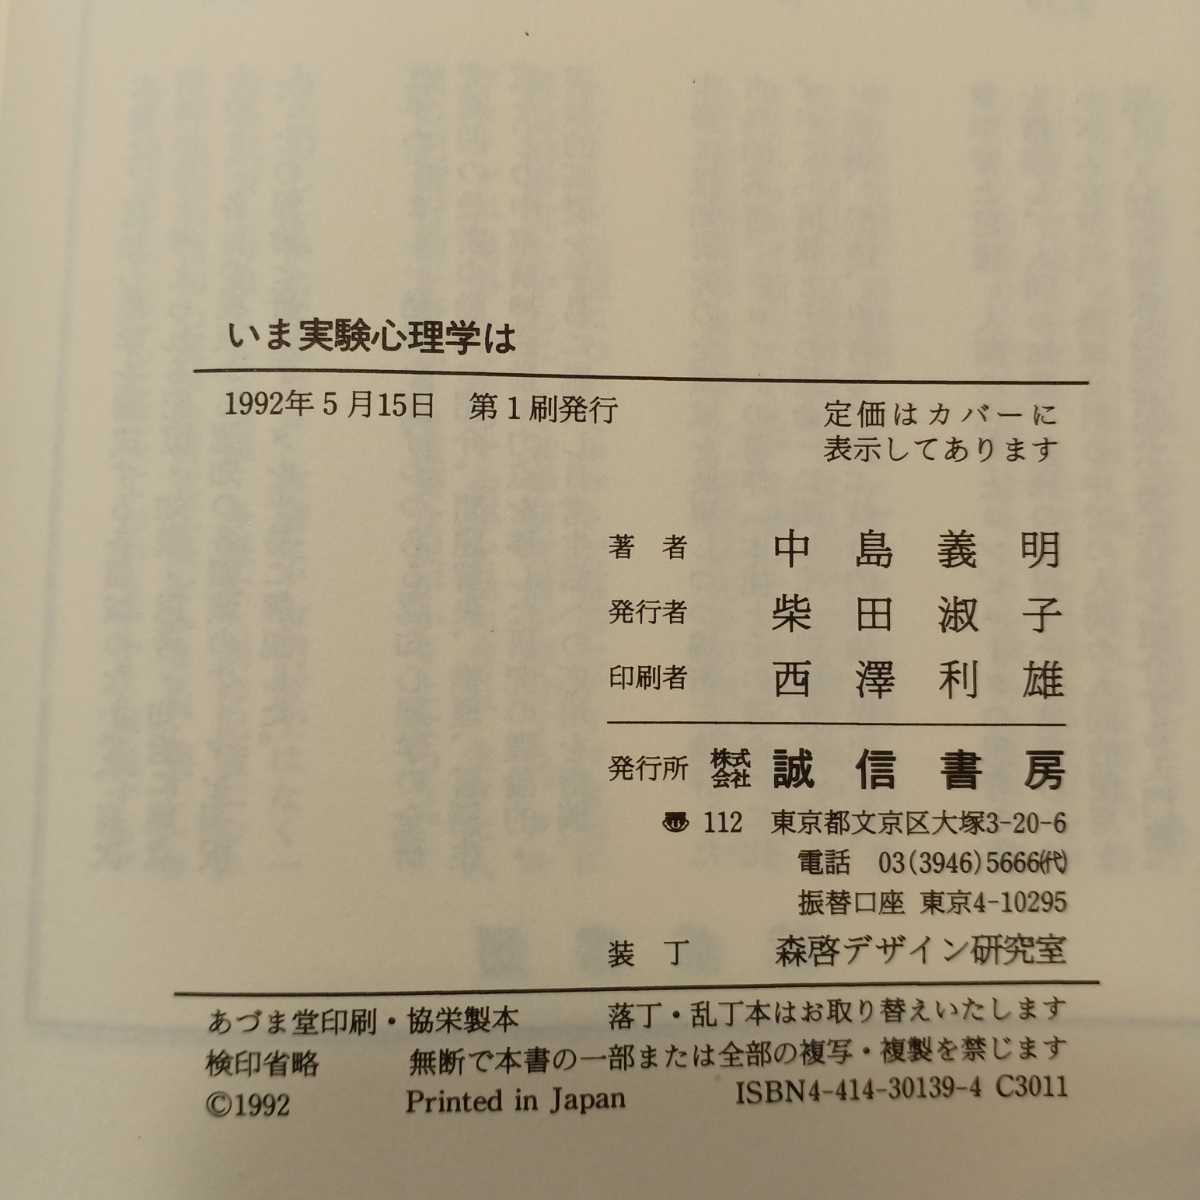 いま実験心理学は
1992年5月15日 第1刷発行
定価はカバーに
表示してあります
著者 中島義明
発行者 柴田淑子
印刷者 西澤利雄
発行所 株式会社 誠信書房
〠 112 東京都文京区大塚3-20-6
電話 03(3946)5666㈹
振替口座 東京4-10295
装丁 森啓デザイン研究室
あづま堂印刷・協栄製本 落丁・乱丁本はお取り替えいたします
検印省略 無断で本書の一部または全部の複写・複製を禁じます
©1992 Printed in Japan ISBN4-414-30139-4 C3011